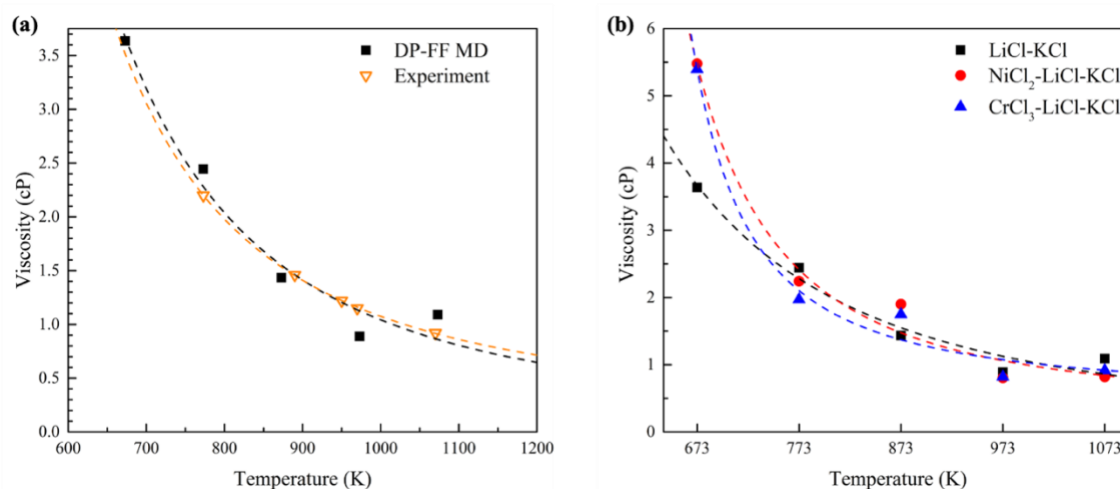 (a)
DP-FF MD
Experiment
3.5
3.0
2.5
2.0
1.5
1.0
0.5
0.0
Viscosity (cP)
600 700 800 900 1000 1100 1200
Temperature (K)
(b)
LiCl-KCl
NiCl₂-LiCl-KCl
CrCl₃-LiCl-KCl
6
5
4
3
2
1
0
Viscosity (cP)
673 773 873 973 1073
Temperature (K)